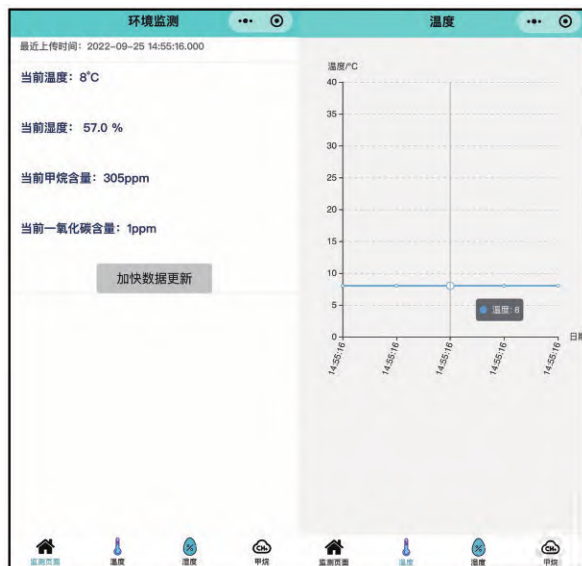 环境监测
最近上传时间：2022-09-25 14:55:16.000
当前温度：8°C
当前湿度： 57.0 %
当前甲烷含量：305ppm
当前一氧化碳含量：1ppm
加快数据更新
监测页面
温度
湿度
CH₄
甲烷
温度
温度/°C
40
35
30
25
20
15
10
5
0
日期
温度: 8
14:55:16
14:55:16
14:55:16
14:55:16
14:55:16
监测页面
温度
湿度
CH₄
甲烷